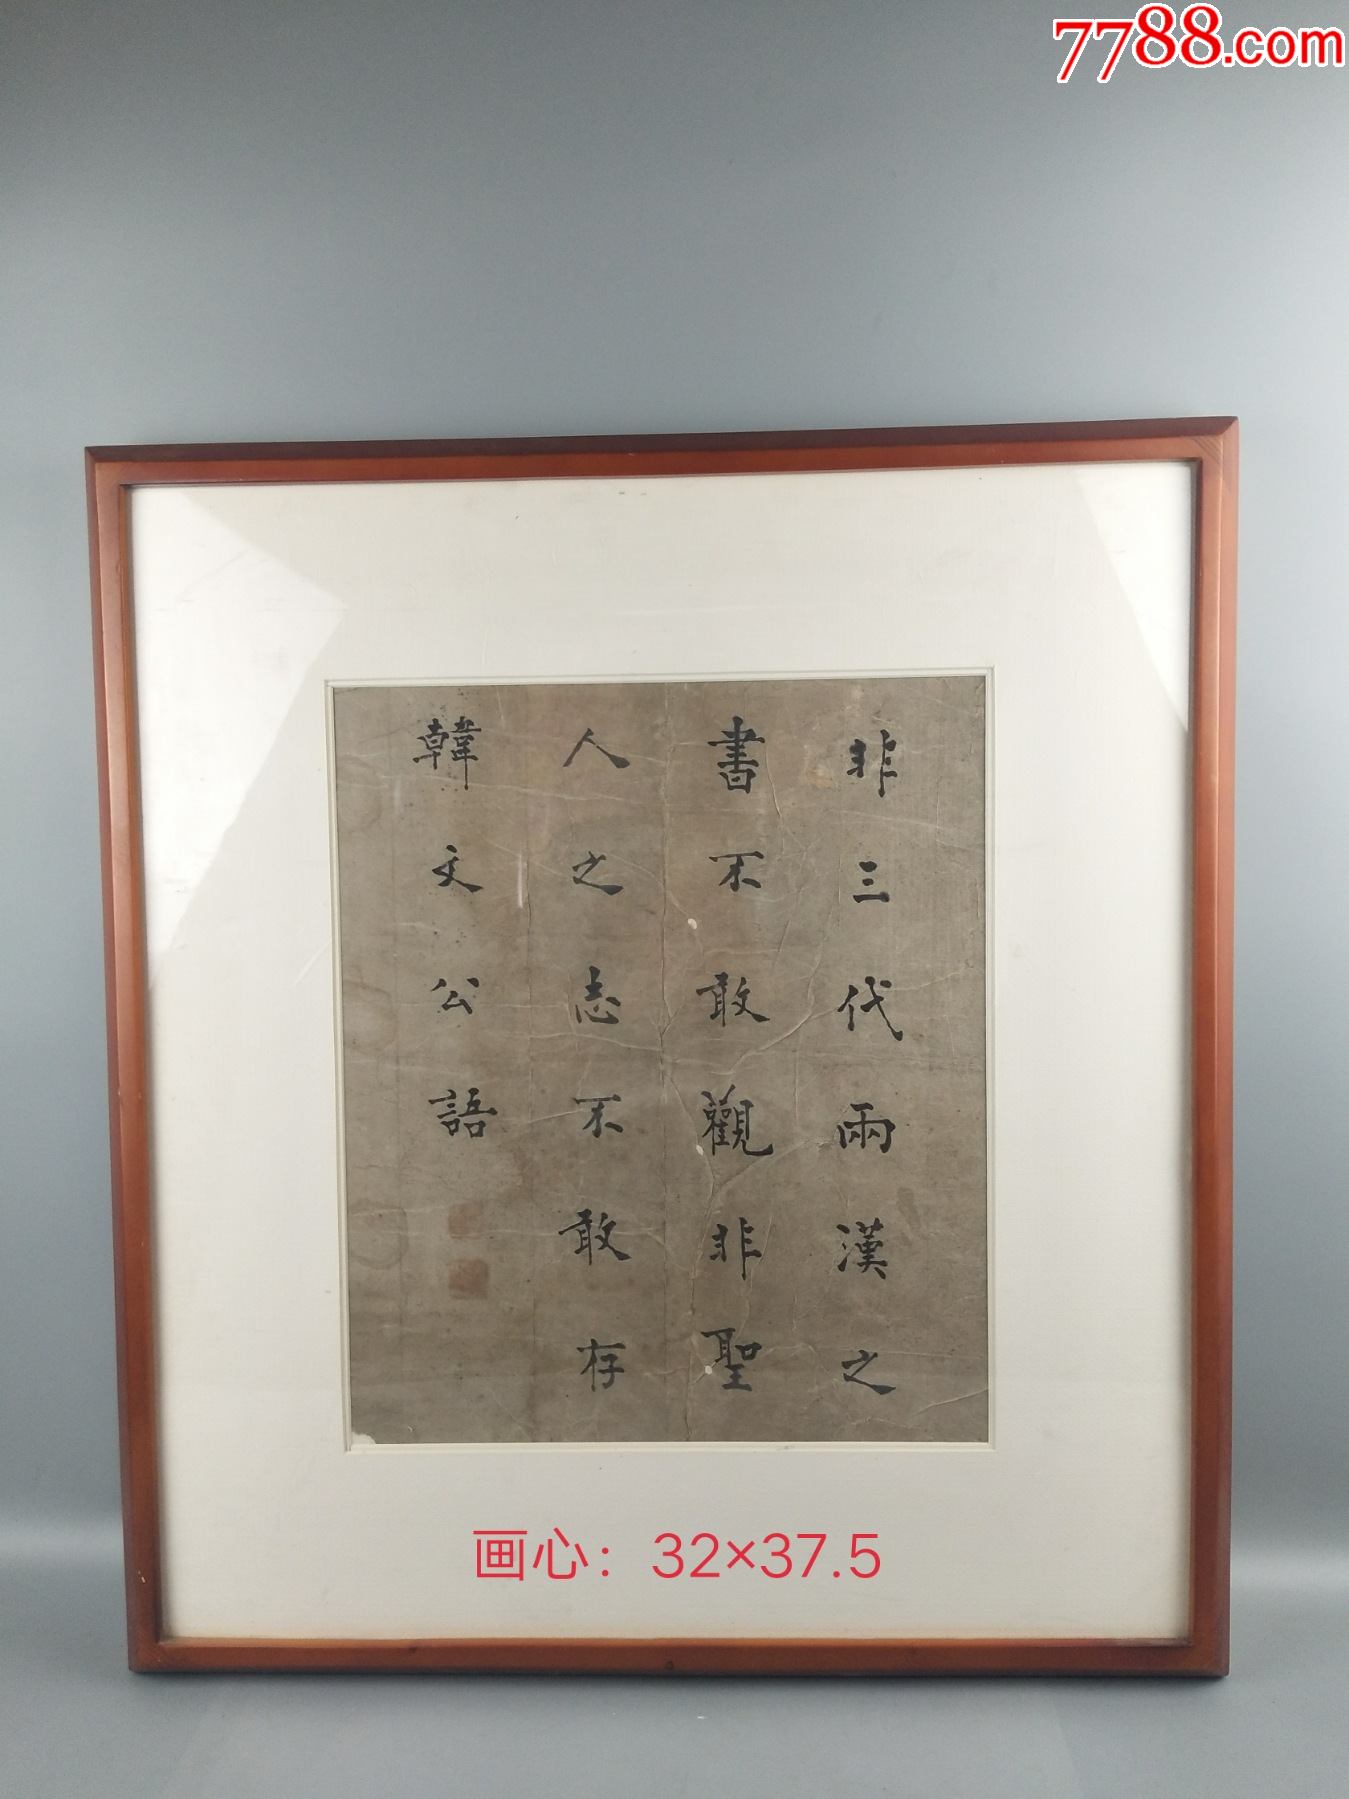 7788.com
非三代兩漢之
書不敢觀非聖
人之志不敢存
韓文公語
画心：32×37.5